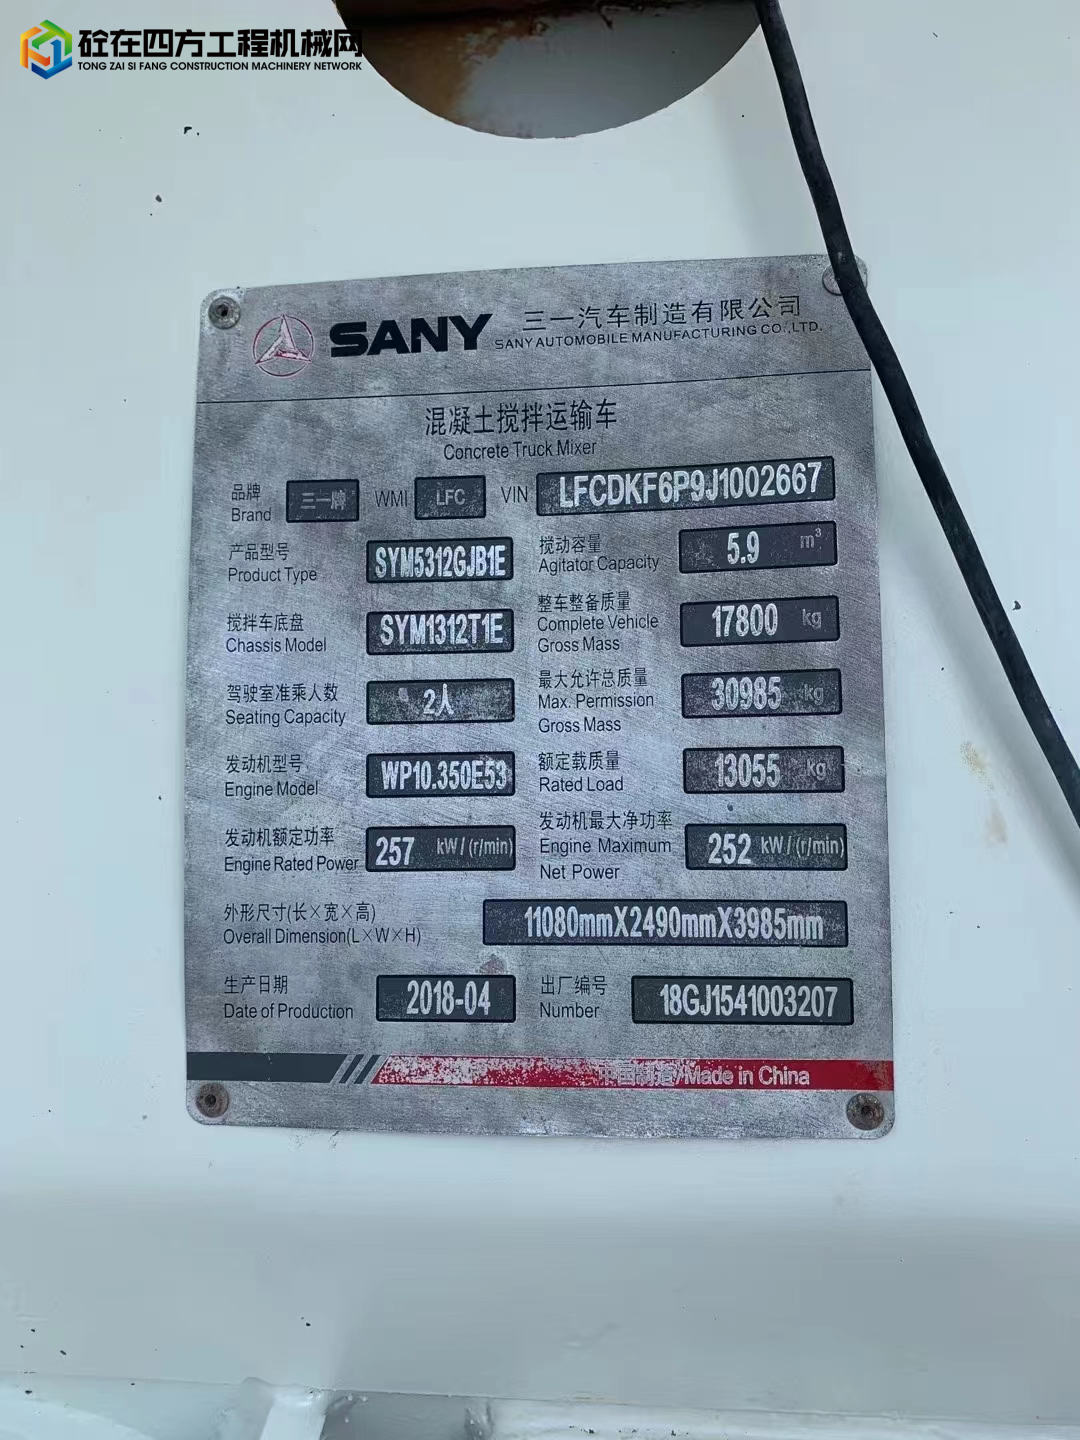 砼在四方工程机械网
TONG ZAI SI FANG CONSTRUCTION MACHINERY NETWORK
SANY 三一汽车制造有限公司
SANY AUTOMOBILE MANUFACTURING CO.,LTD.
混凝土搅拌运输车
Concrete Truck Mixer
品牌 Brand 三一牌 WMI LFC VIN LFCDKF6P9J1002667
产品型号 Product Type SYM5312GJB1E
搅动容量 Agitator Capacity 5.9 m³
搅拌车底盘 Chassis Model SYM1312T1E
整车整备质量 Complete Vehicle Gross Mass 17800 kg
驾驶室准乘人数 Seating Capacity 2人
最大允许总质量 Max. Permission Gross Mass 30985 kg
发动机型号 Engine Model WP10.350E53
额定载质量 Rated Load 13055 kg
发动机额定功率 Engine Rated Power 257 kW/(r/min)
发动机最大净功率 Engine Maximum Net Power 252 kW/(r/min)
外形尺寸(长×宽×高) Overall Dimension(L×W×H) 11080mmX2490mmX3985mm
生产日期 Date of Production 2018-04
出厂编号 Number 18GJ1541003207
中国制造/Made in China